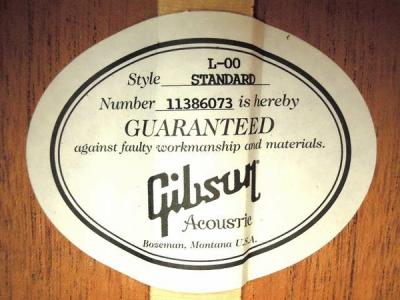 L-00
Style STANDARD
Number 11386073 is hereby
GUARANTEED
against faulty workmanship and materials.
Gibson
Acoustic
Bozeman, Montana U.S.A.